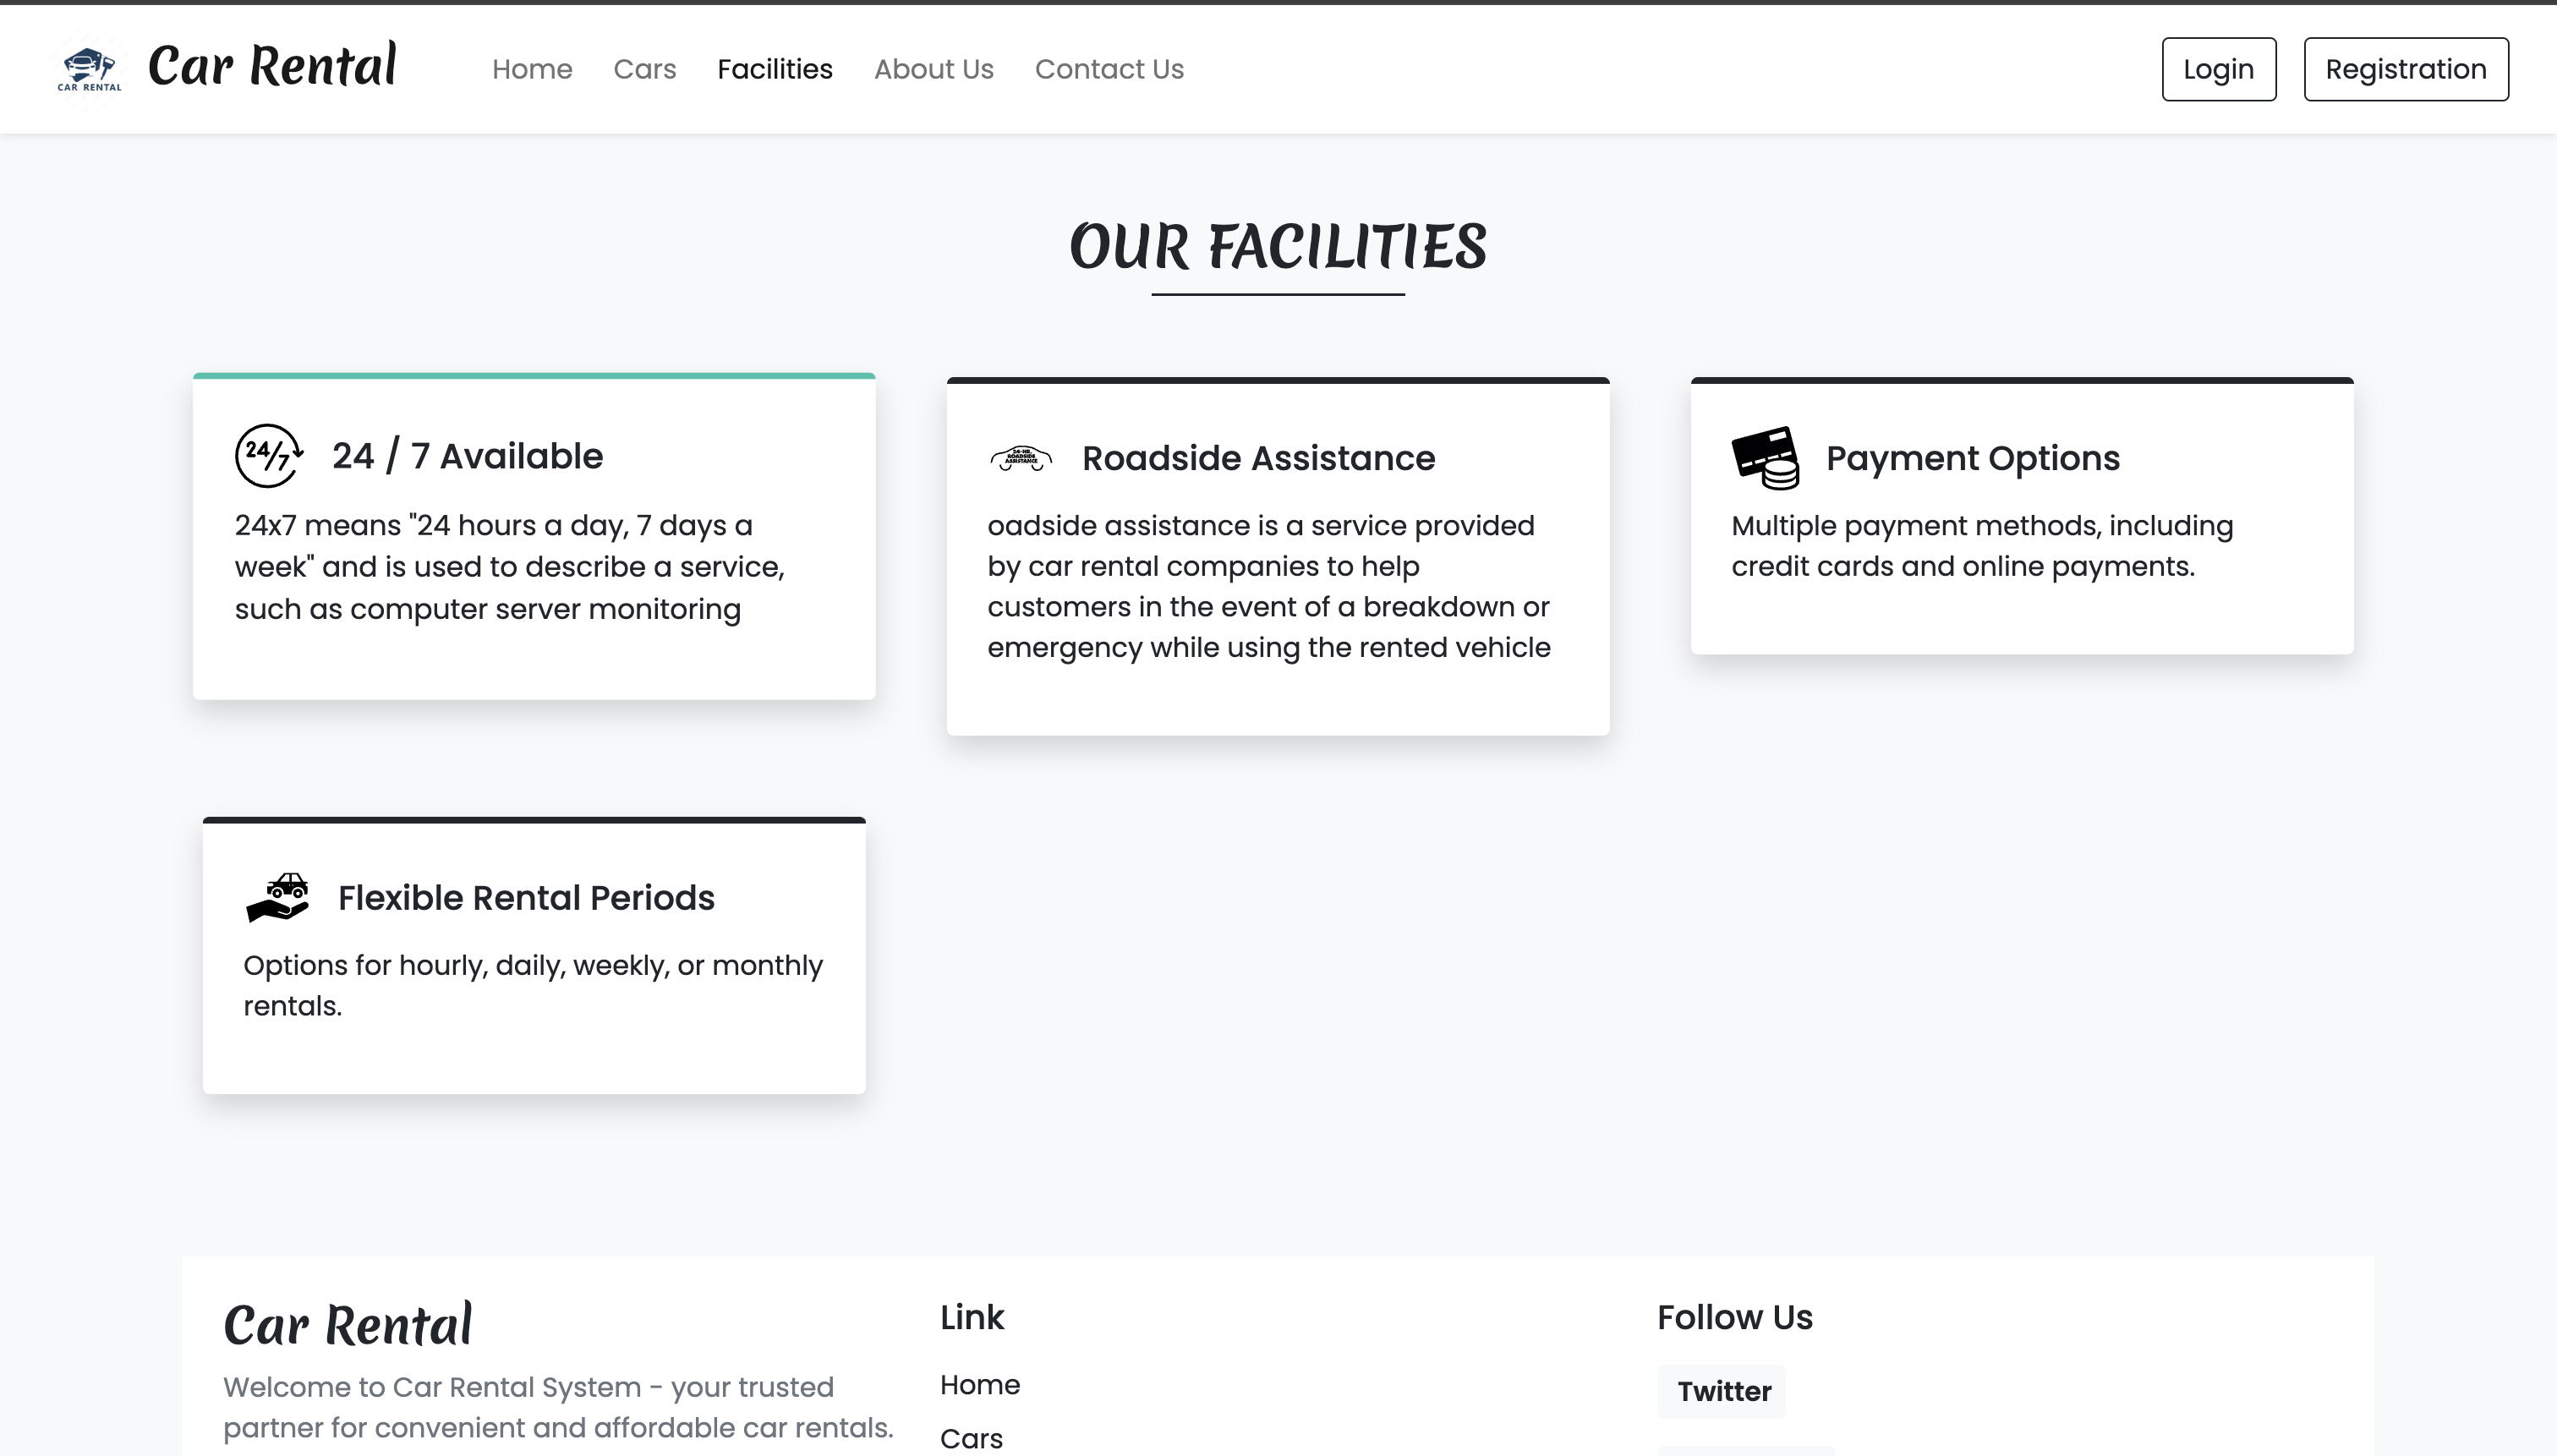 CAR RENTAL
Car Rental
Home
Cars
Facilities
About Us
Contact Us
Login
Registration
OUR FACILITIES
24/7
24 / 7 Available
24x7 means "24 hours a day, 7 days a
week" and is used to describe a service,
such as computer server monitoring
24-HR.
ROADSIDE
ASSISTANCE
Roadside Assistance
oadside assistance is a service provided
by car rental companies to help
customers in the event of a breakdown or
emergency while using the rented vehicle
Payment Options
Multiple payment methods, including
credit cards and online payments.
Flexible Rental Periods
Options for hourly, daily, weekly, or monthly
rentals.
Car Rental
Welcome to Car Rental System - your trusted
partner for convenient and affordable car rentals.
Link
Home
Cars
Follow Us
Twitter